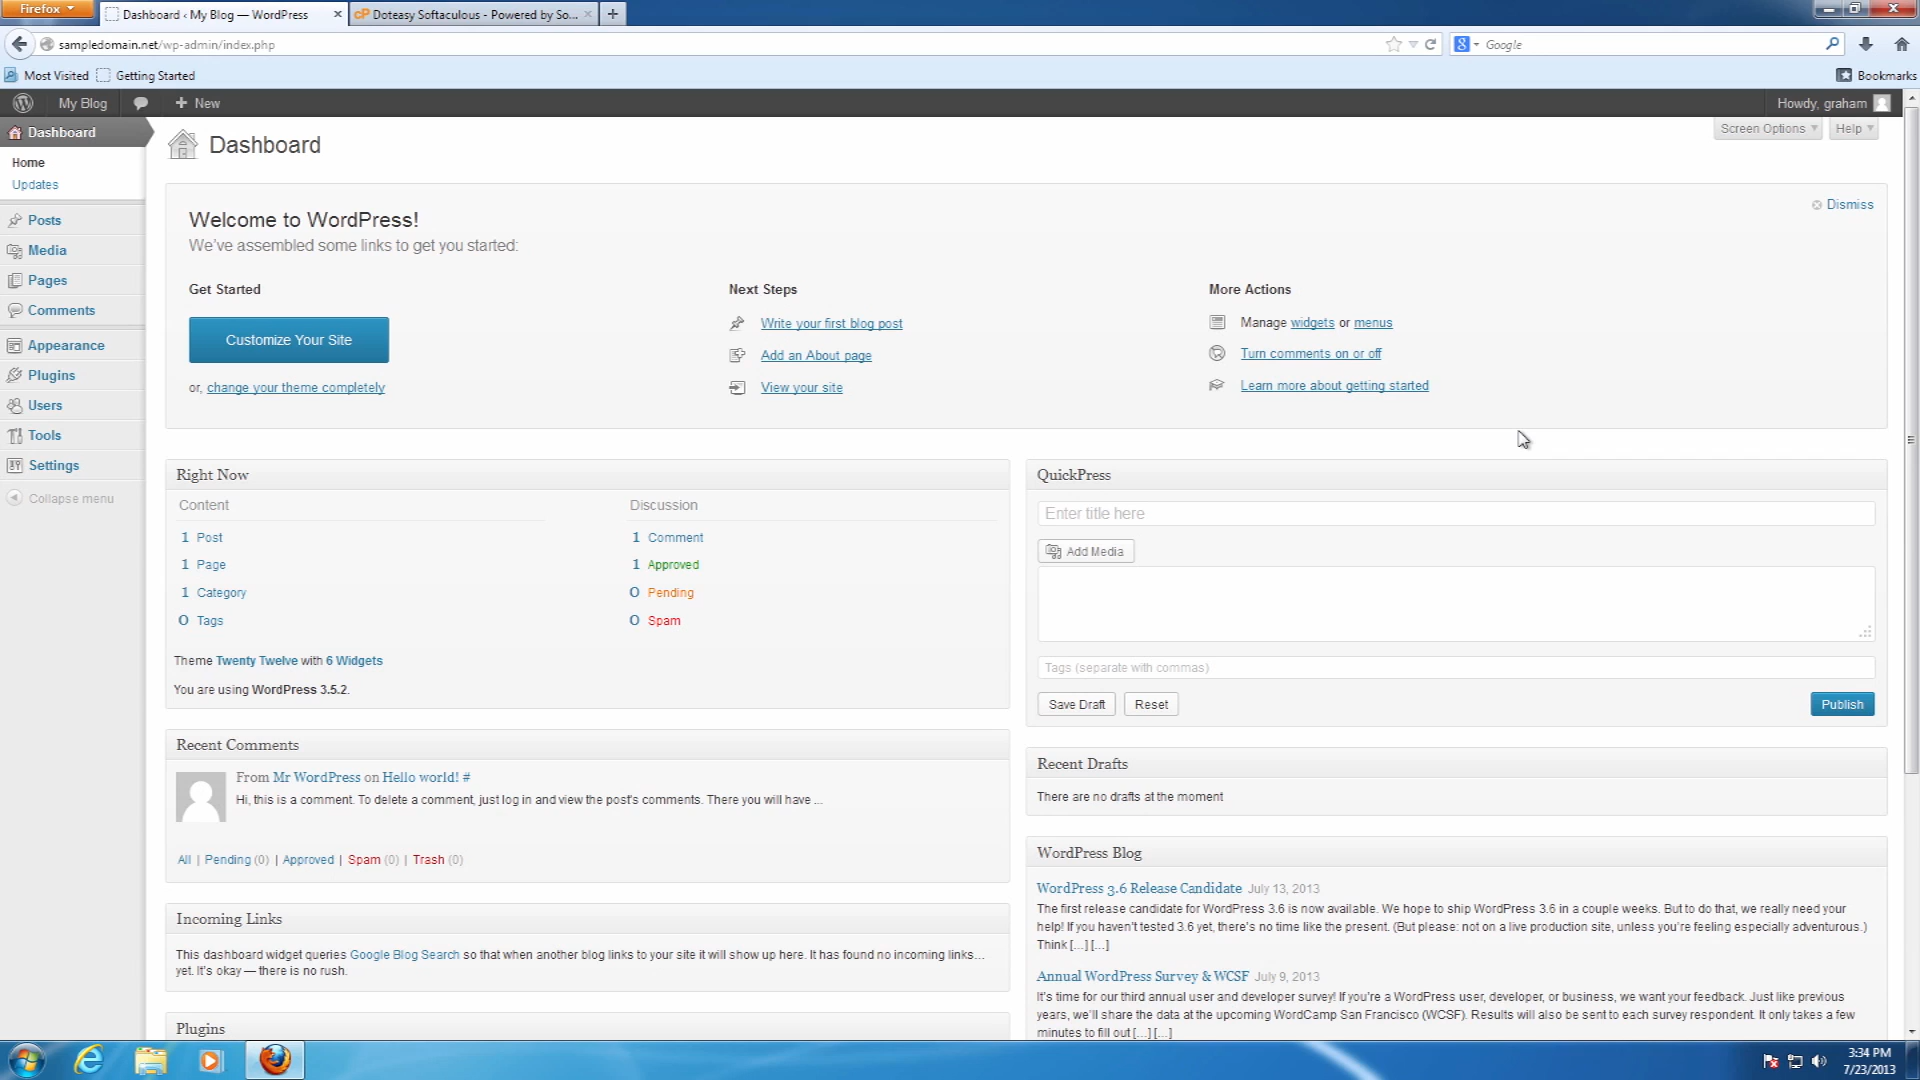 Firefox
Dashboard ‹ My Blog — WordPress
cP Doteasy Softaculous - Powered by So...
sampledomain.net/wp-admin/index.php
Google
Most Visited
Getting Started
Bookmarks
My Blog
New
Howdy, graham
Dashboard
Home
Updates
Posts
Media
Pages
Comments
Appearance
Plugins
Users
Tools
Settings
Collapse menu
Dashboard
Screen Options
Help
Welcome to WordPress!
Dismiss
We've assembled some links to get you started:
Get Started
Customize Your Site
or, change your theme completely
Next Steps
Write your first blog post
Add an About page
View your site
More Actions
Manage widgets or menus
Turn comments on or off
Learn more about getting started
Right Now
Content
1 Post
1 Page
1 Category
0 Tags
Discussion
1 Comment
1 Approved
0 Pending
0 Spam
Theme Twenty Twelve with 6 Widgets
You are using WordPress 3.5.2.
Recent Comments
From Mr WordPress on Hello world! #
Hi, this is a comment. To delete a comment, just log in and view the post's comments. There you will have ...
All | Pending (0) | Approved | Spam (0) | Trash (0)
Incoming Links
This dashboard widget queries Google Blog Search so that when another blog links to your site it will show up here. It has found no incoming links…
yet. It's okay — there is no rush.
Plugins
QuickPress
Enter title here
Add Media
Tags (separate with commas)
Save Draft
Reset
Publish
Recent Drafts
There are no drafts at the moment
WordPress Blog
WordPress 3.6 Release Candidate July 13, 2013
The first release candidate for WordPress 3.6 is now available. We hope to ship WordPress 3.6 in a couple weeks. But to do that, we really need your
help! If you haven't tested 3.6 yet, there's no time like the present. (But please: not on a live production site, unless you're feeling especially adventurous.)
Think [...] [...]
Annual WordPress Survey & WCSF July 9, 2013
It's time for our third annual user and developer survey! If you're a WordPress user, developer, or business, we want your feedback. Just like previous
years, we'll share the data at the upcoming WordCamp San Francisco (WCSF). Results will also be sent to each survey respondent. It only takes a few
minutes to fill out [...] [...]
3:34 PM
7/23/2013